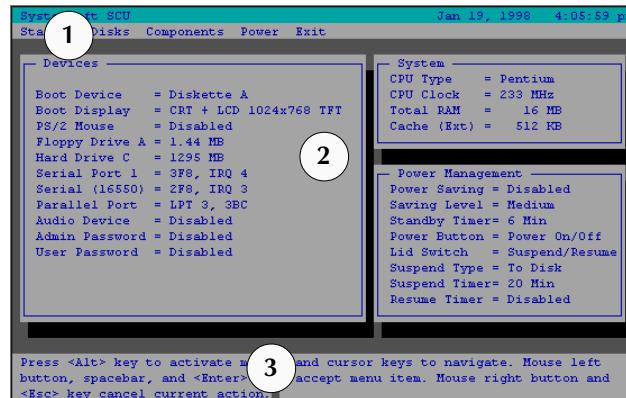 SCU Jan 19, 1998 4:05:59
Disks Components Power Exit
1
Devices
Boot Device = Diskette A
Boot Display = CRT + LCD 1024x768 TFT
PS/2 Mouse = Disabled
Floppy Drive A = 1.44 MB
Hard Drive C = 1295 MB
Serial Port 1 = 3F8, IRQ 4
Serial (16550) = 2F8, IRQ 3
Parallel Port = LPT 3, 3BC
Audio Device = Disabled
Admin Password = Disabled
User Password = Disabled
2
System
CPU Type = Pentium
CPU Clock = 233 MHz
Total RAM = 16 MB
Cache (Ext) = 512 KB
Power Management
Power Saving = Disabled
Saving Level = Medium
Standby Timer= 6 Min
Power Button = Power On/Off
Lid Switch = Suspend/Resume
Suspend Type = To Disk
Suspend Timer= 20 Min
Resume Timer = Disabled
Press <Alt> key to activate and cursor keys to navigate. Mouse left
button, spacebar, and <Enter> accept menu item. Mouse right button and
<Esc> key cancel current action.
3